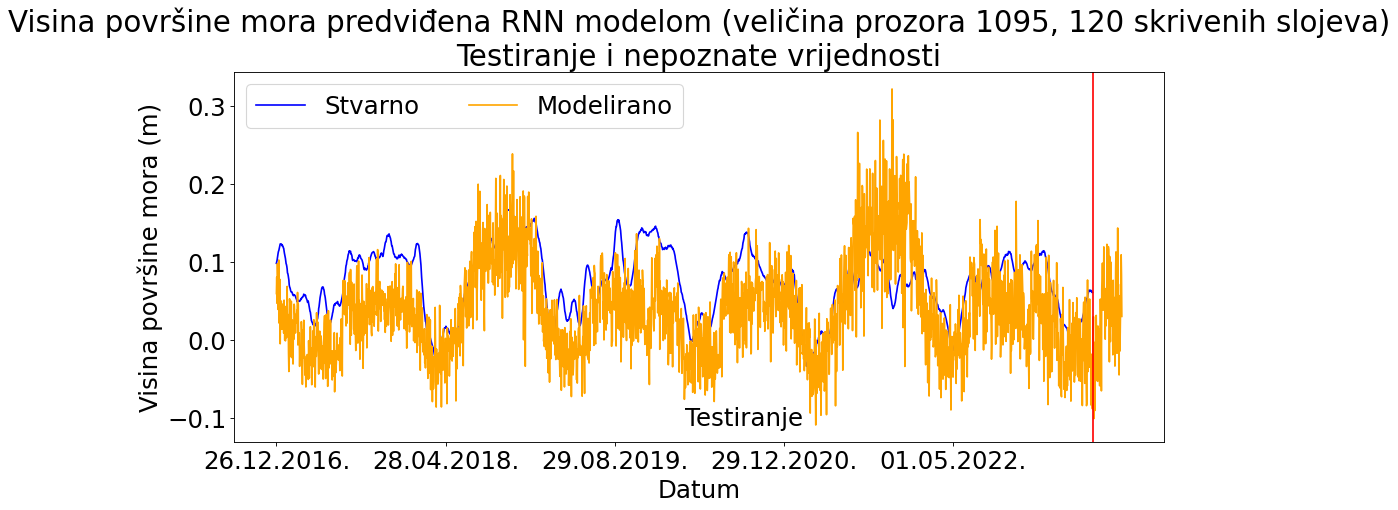 Visina površine mora predviđena RNN modelom (veličina prozora 1095, 120 skrivenih slojeva)
Testiranje i nepoznate vrijednosti
Stvarno
Modelirano
Visina površine mora (m)
0.3
0.2
0.1
0.0
−0.1
Testiranje
26.12.2016.
28.04.2018.
29.08.2019.
29.12.2020.
01.05.2022.
Datum